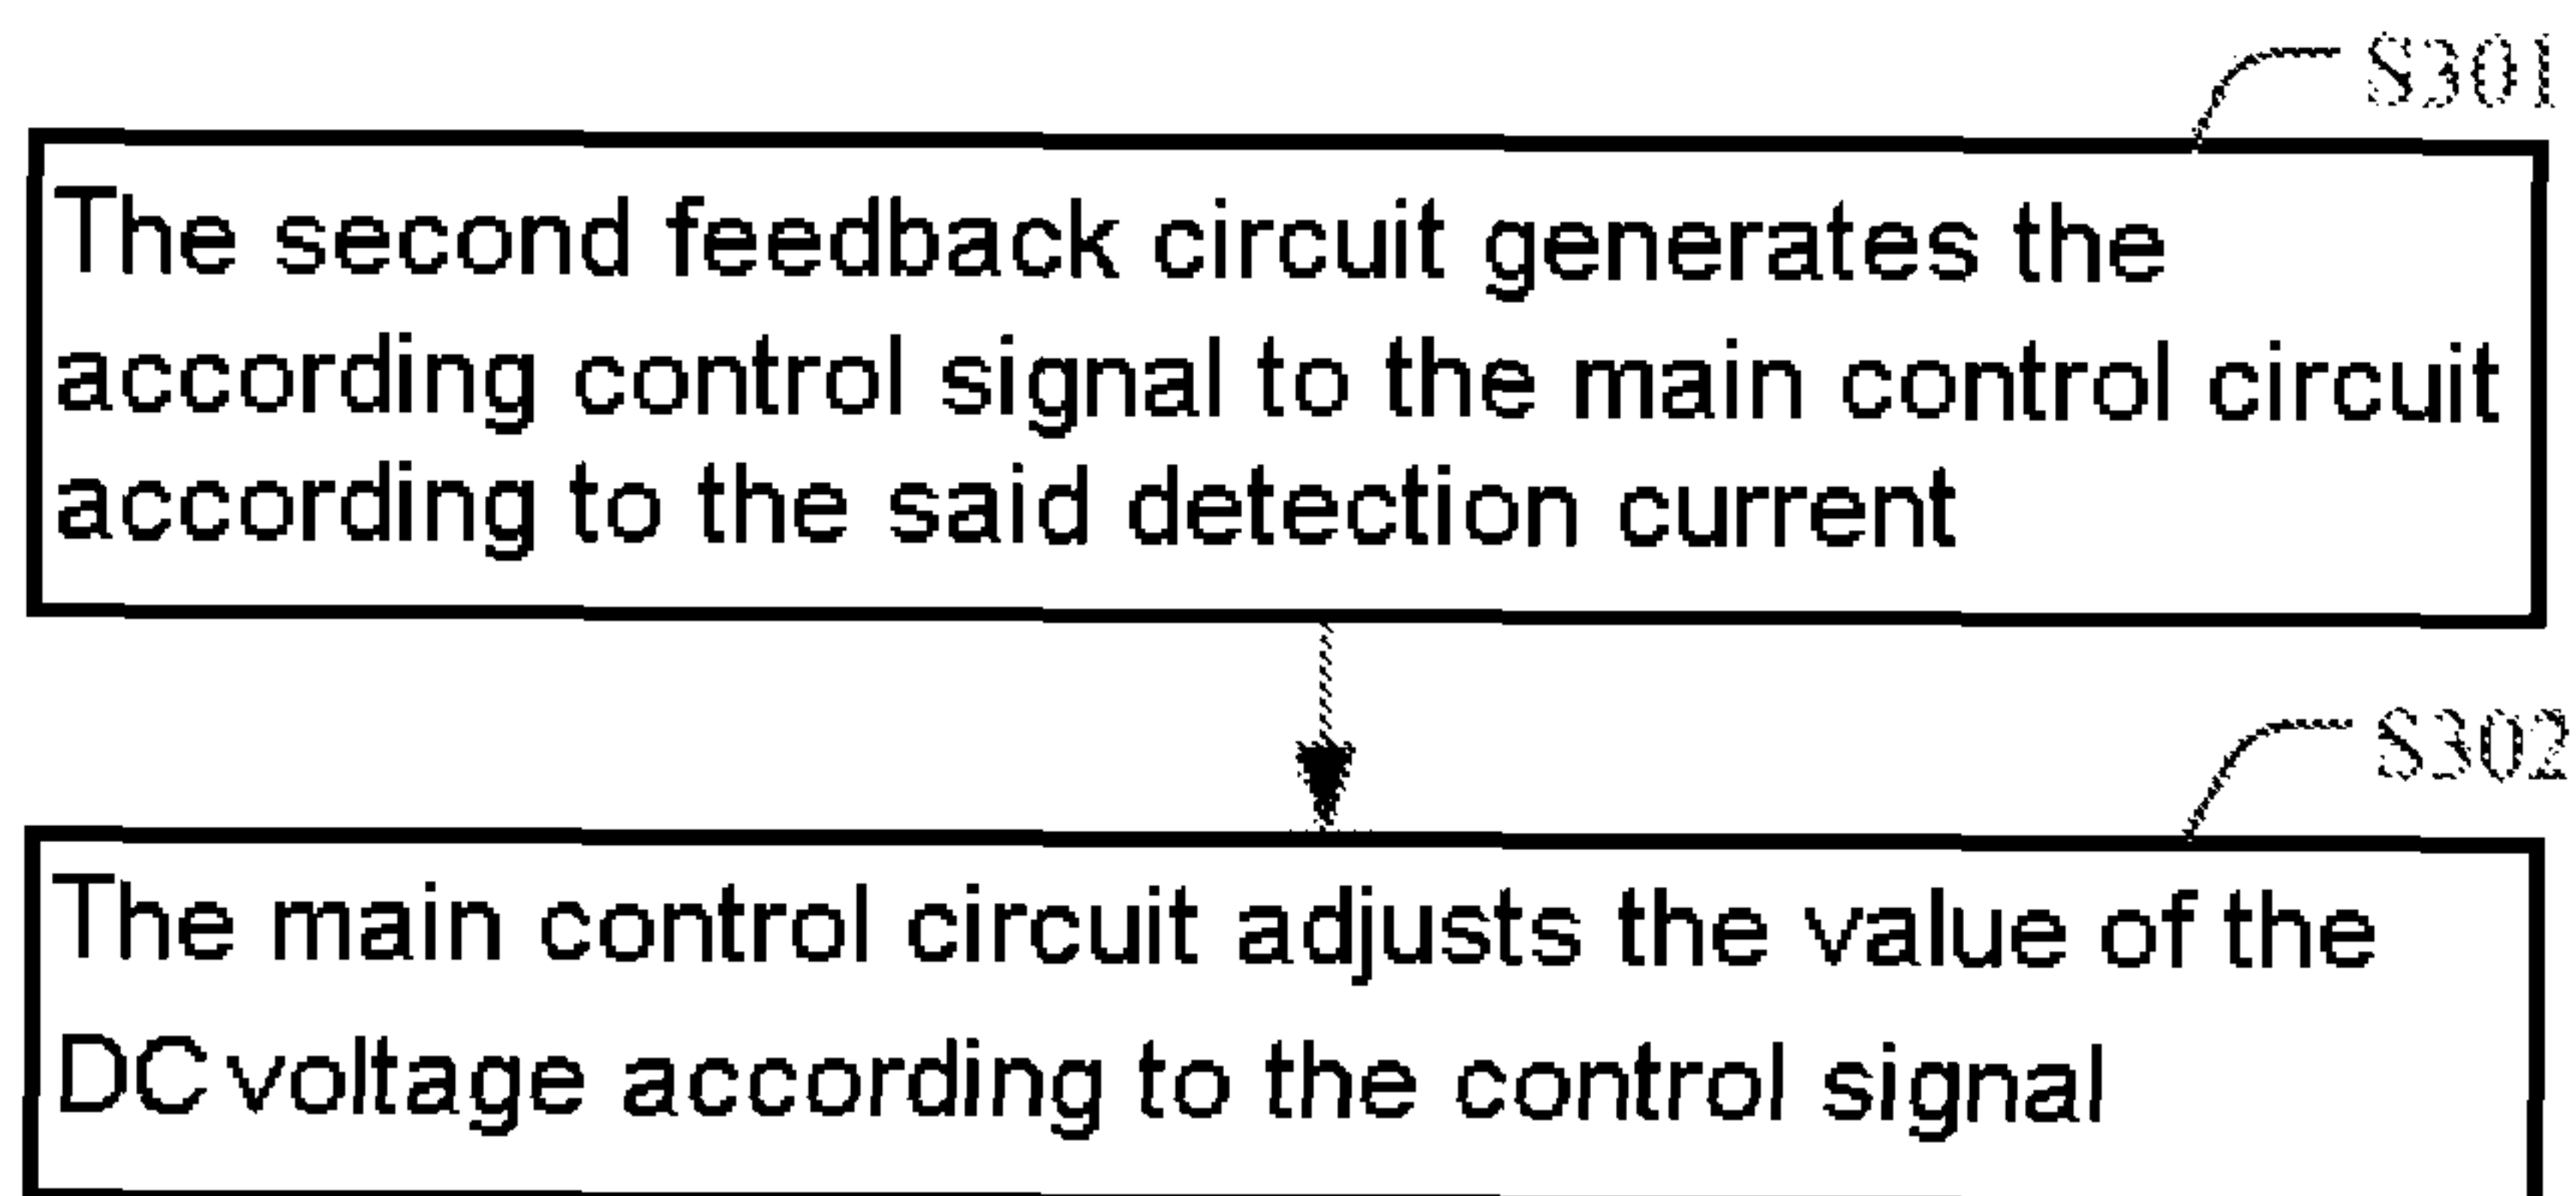 S301
The second feedback circuit generates the
according control signal to the main control circuit
according to the said detection current
S302
The main control circuit adjusts the value of the
DC voltage according to the control signal